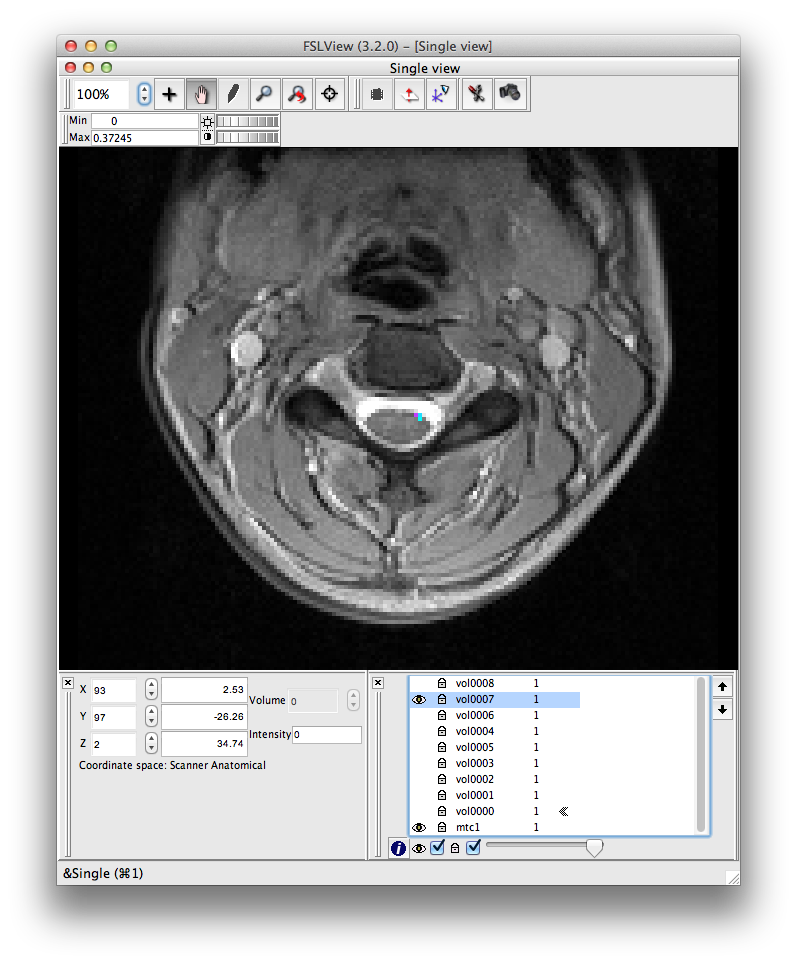 FSLView (3.2.0) – [Single view]
Single view
100%
Min 0
Max 0.37245
X 93 2.53
Y 97 -26.26
Z 2 34.74
Volume 0
Intensity 0
Coordinate space: Scanner Anatomical
vol0008 1
vol0007 1
vol0006 1
vol0004 1
vol0005 1
vol0003 1
vol0002 1
vol0001 1
vol0000 1
mtc1 1
&Single (⌘1)